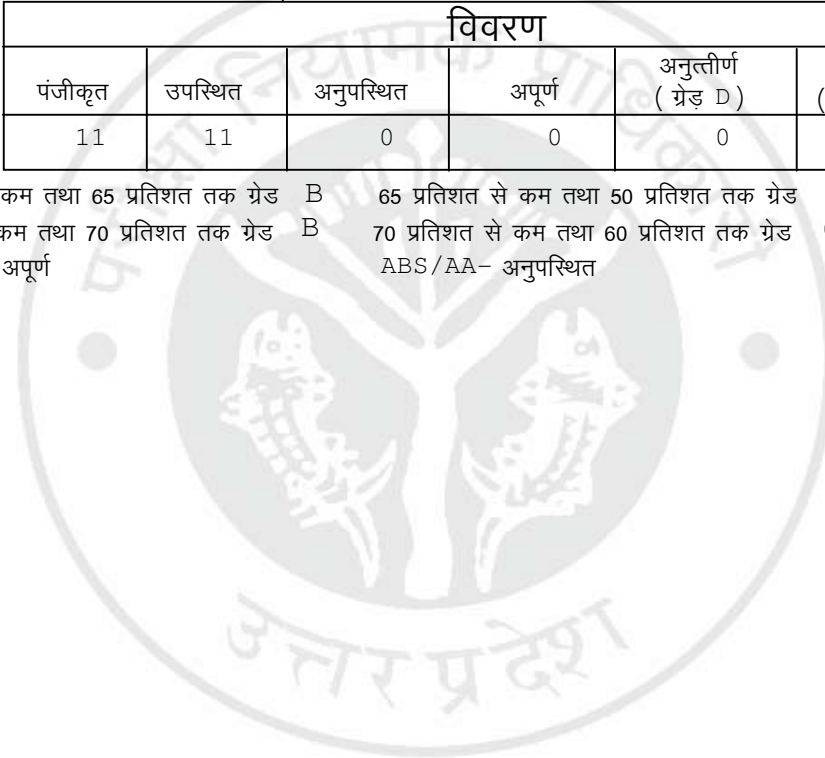 विवरण
पंजीकृत उपस्थित अनुपस्थित अपूर्ण अनुत्तीर्ण ( ग्रेड़ D ) (
11 11 0 0 0
कम तथा 65 प्रतिशत तक ग्रेड B 65 प्रतिशत से कम तथा 50 प्रतिशत तक ग्रेड
कम तथा 70 प्रतिशत तक ग्रेड B 70 प्रतिशत से कम तथा 60 प्रतिशत तक ग्रेड
अपूर्ण ABS/AA- अनुपस्थित
परीक्षा नियामक प्राधिकारी
उत्तर प्रदेश